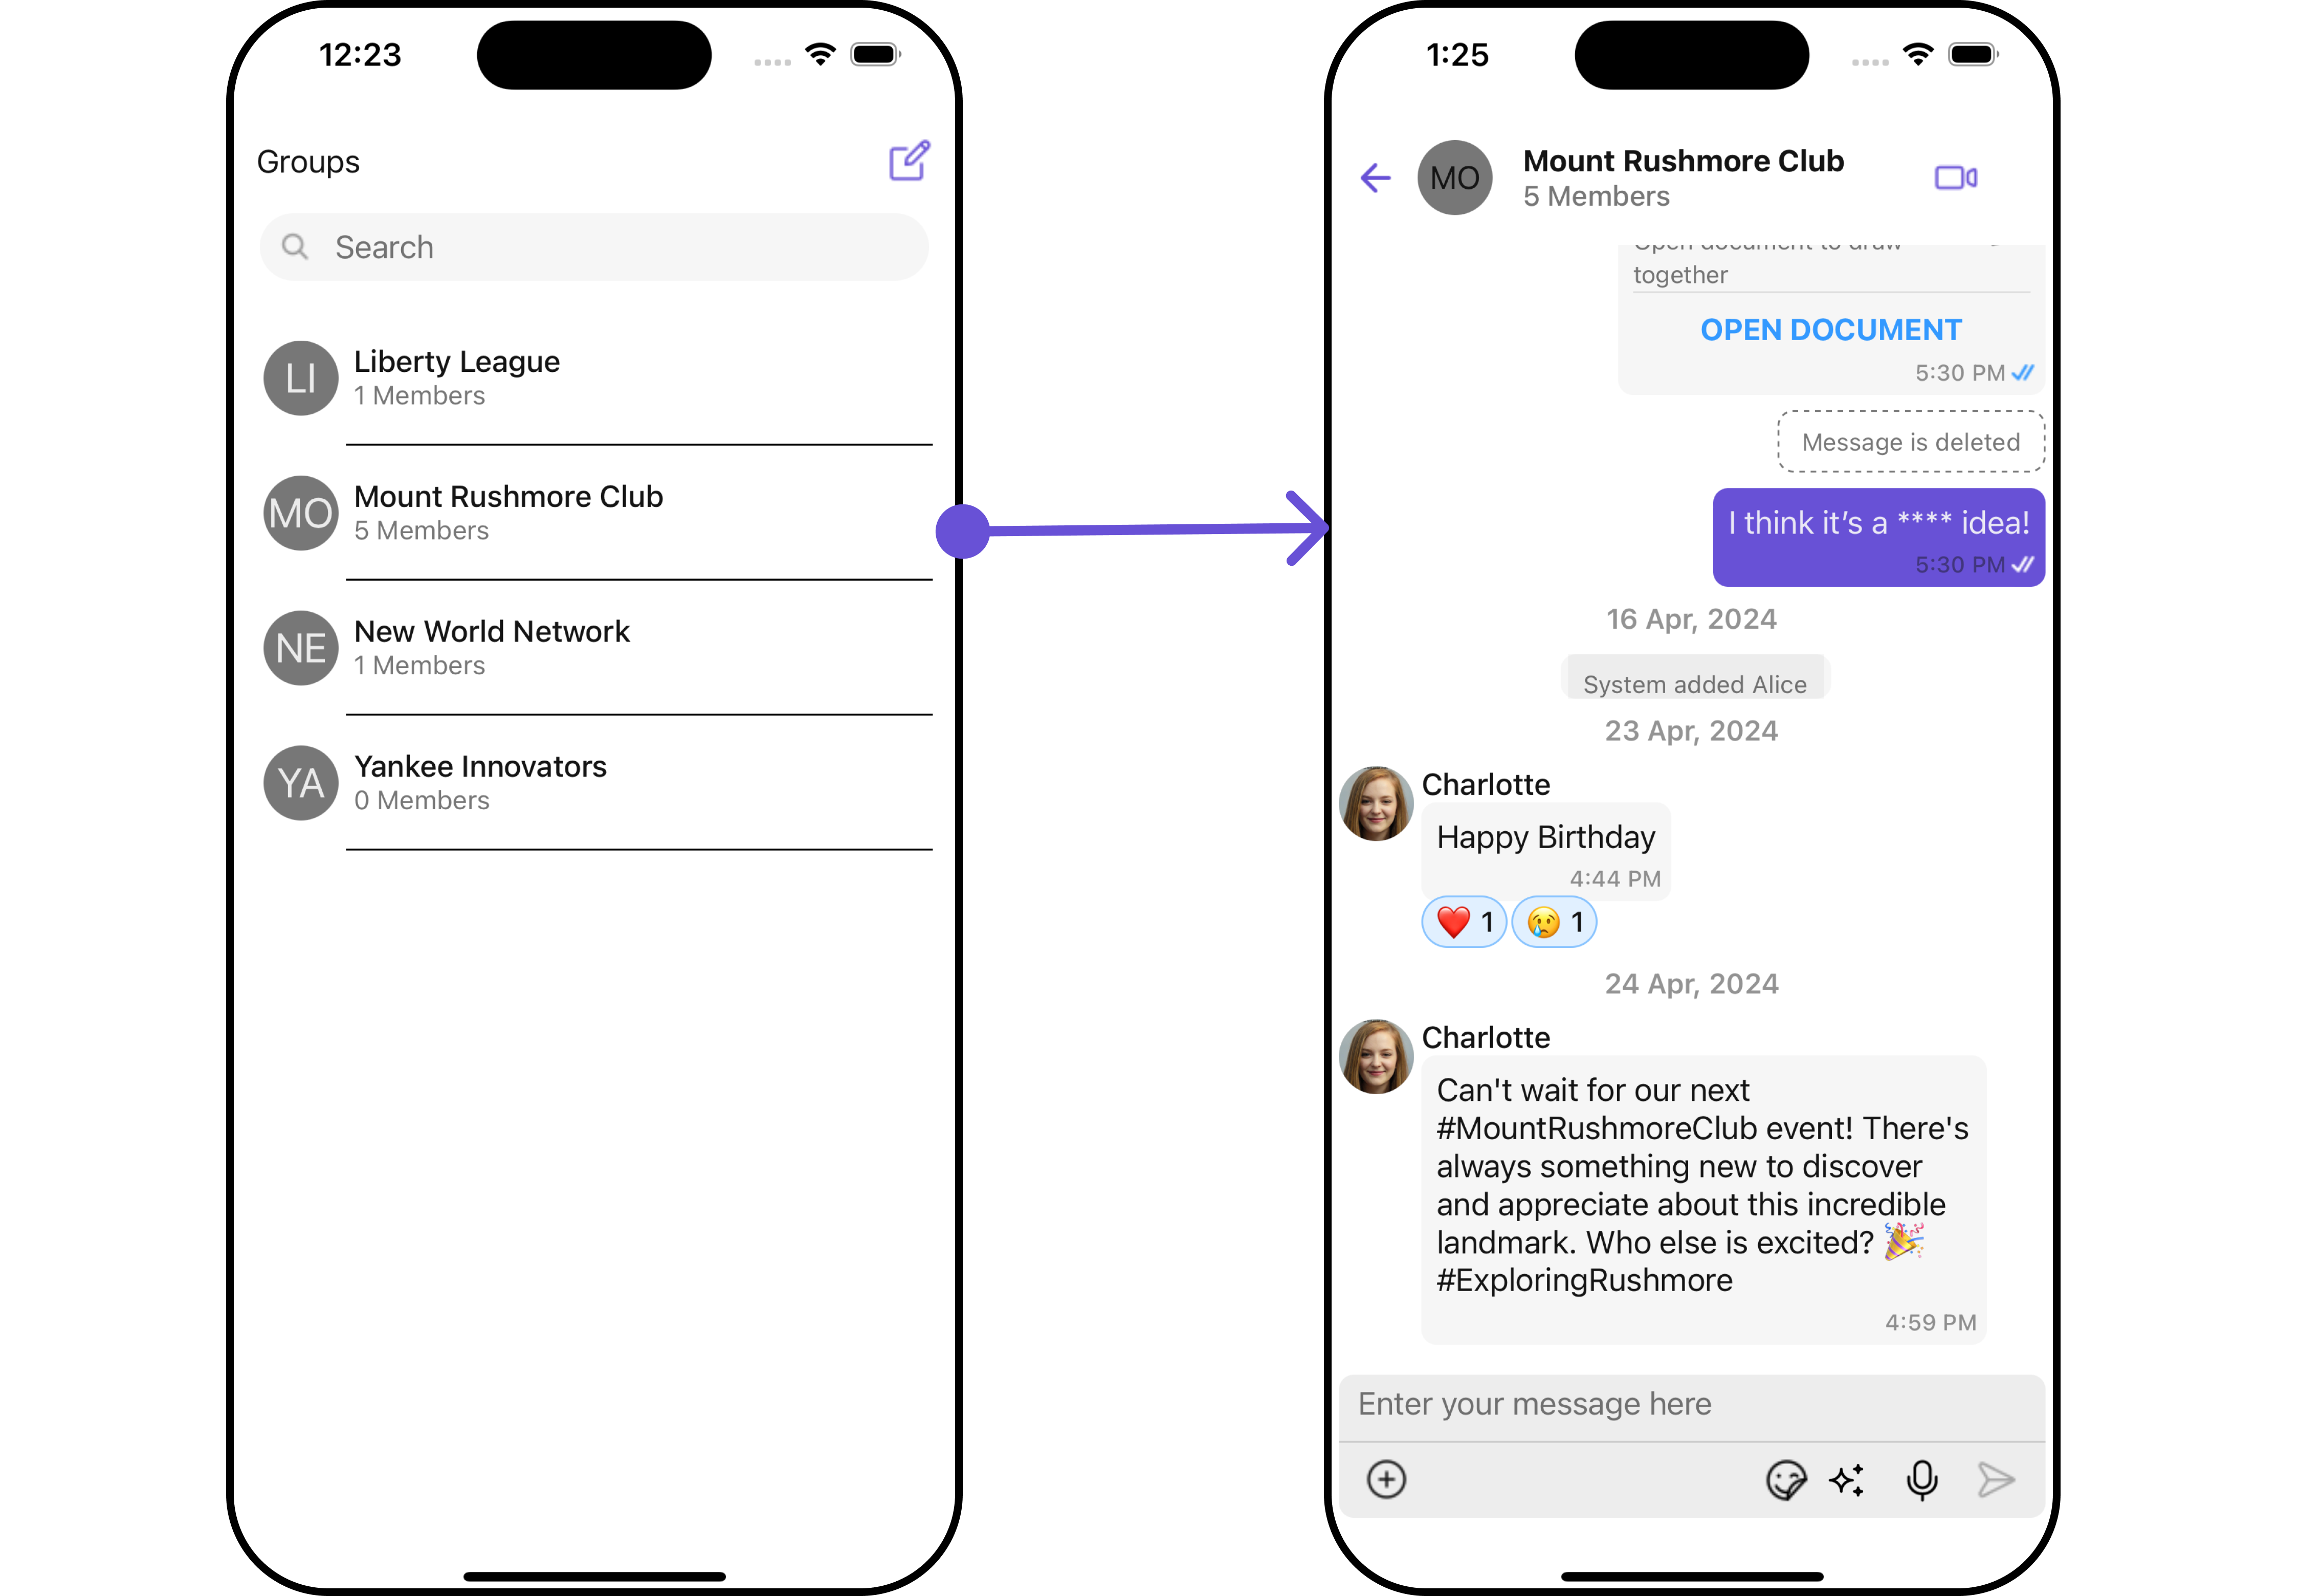 12:23
Groups
Search
LI
Liberty League
1 Members
MO
Mount Rushmore Club
5 Members
NE
New World Network
1 Members
YA
Yankee Innovators
0 Members
1:25
MO
Mount Rushmore Club
5 Members
Open document to draw
together
OPEN DOCUMENT
5:30 PM
Message is deleted
I think it’s a **** idea!
5:30 PM
16 Apr, 2024
System added Alice
23 Apr, 2024
Charlotte
Happy Birthday
4:44 PM
❤️ 1 😢 1
24 Apr, 2024
Charlotte
Can't wait for our next
#MountRushmoreClub event! There's
always something new to discover
and appreciate about this incredible
landmark. Who else is excited? 🎉
#ExploringRushmore
4:59 PM
Enter your message here